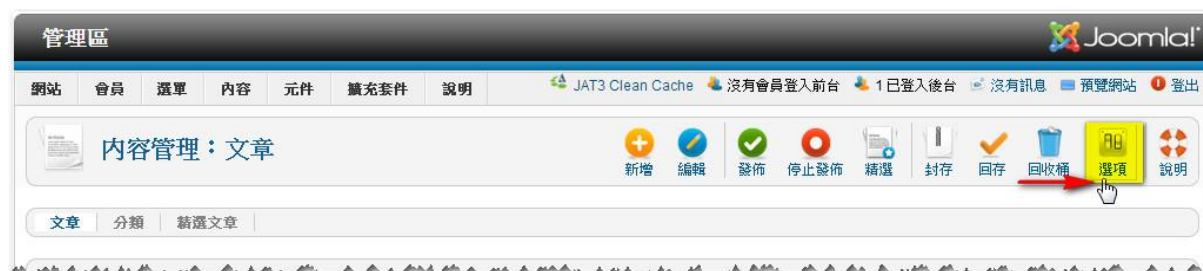 管理區 Joomla!
網站 會員 選單 內容 元件 擴充套件 說明 JAT3 Clean Cache 沒有會員登入前台 1 已登入後台 沒有訊息 預覽網站 登出
內容管理：文章
新增 編輯 發佈 停止發佈 精選 封存 回存 回收桶 選項 說明
文章 分類 精選文章